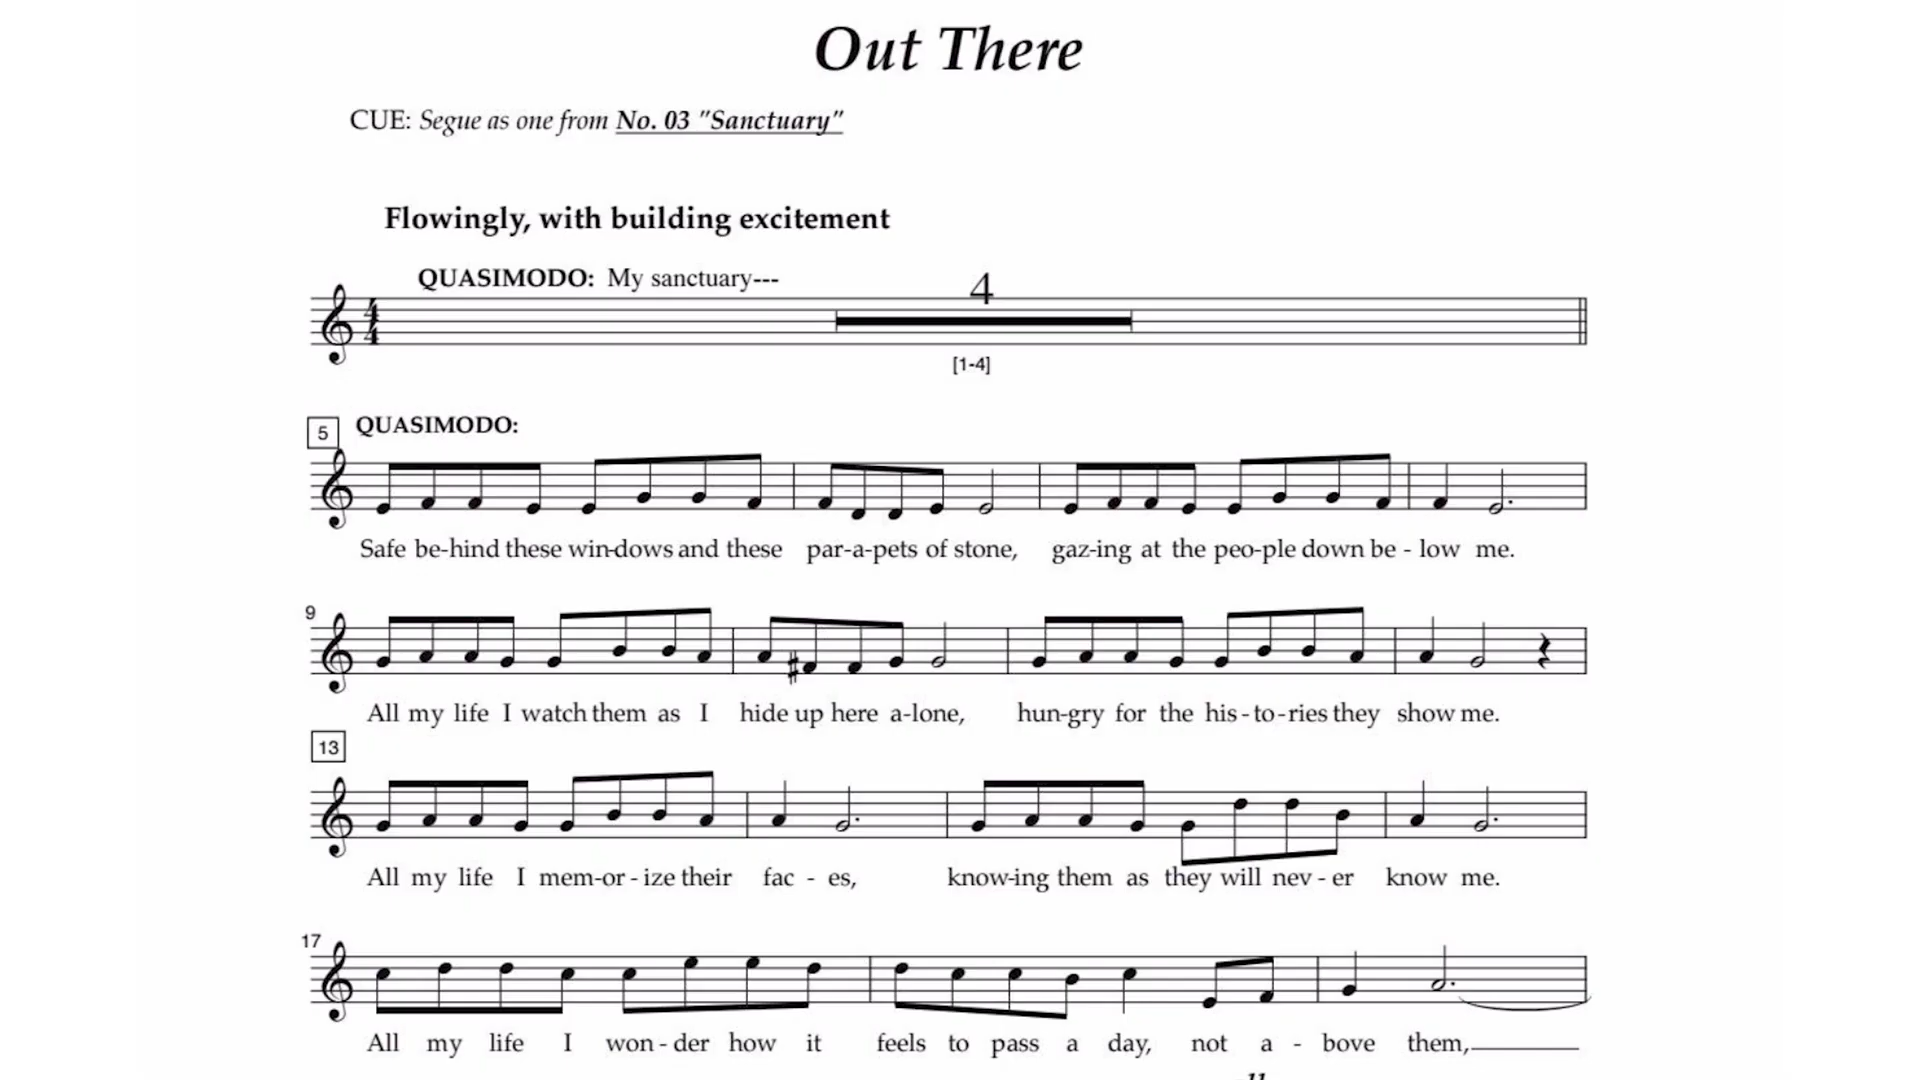 Out There
CUE: Segue as one from No. 03 "Sanctuary"
Flowingly, with building excitement
QUASIMODO: My sanctuary---
4
4
4
[1-4]
5 QUASIMODO:
Safe be-hind these win-dows and these par-a-pets of stone, gaz-ing at the peo-ple down be - low me.
9
All my life I watch them as I hide up here a-lone, hun-gry for the his-to-ries they show me.
13
All my life I mem-or-ize their fac - es, know-ing them as they will nev-er know me.
17
All my life I won-der how it feels to pass a day, not a - bove them,